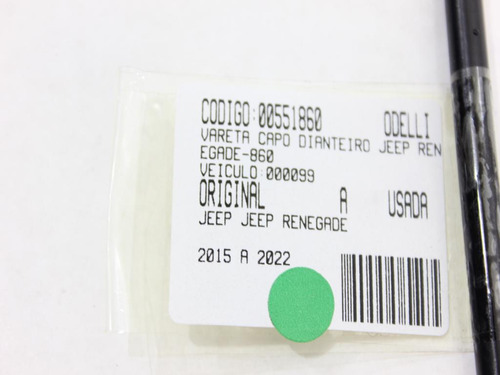 CODIGO:00551860 ODELLI
VARETA CAPO DIANTEIRO JEEP REN
EGADE-860
VEICULO:000099
ORIGINAL A USADA
JEEP JEEP RENEGADE
2015 A 2022